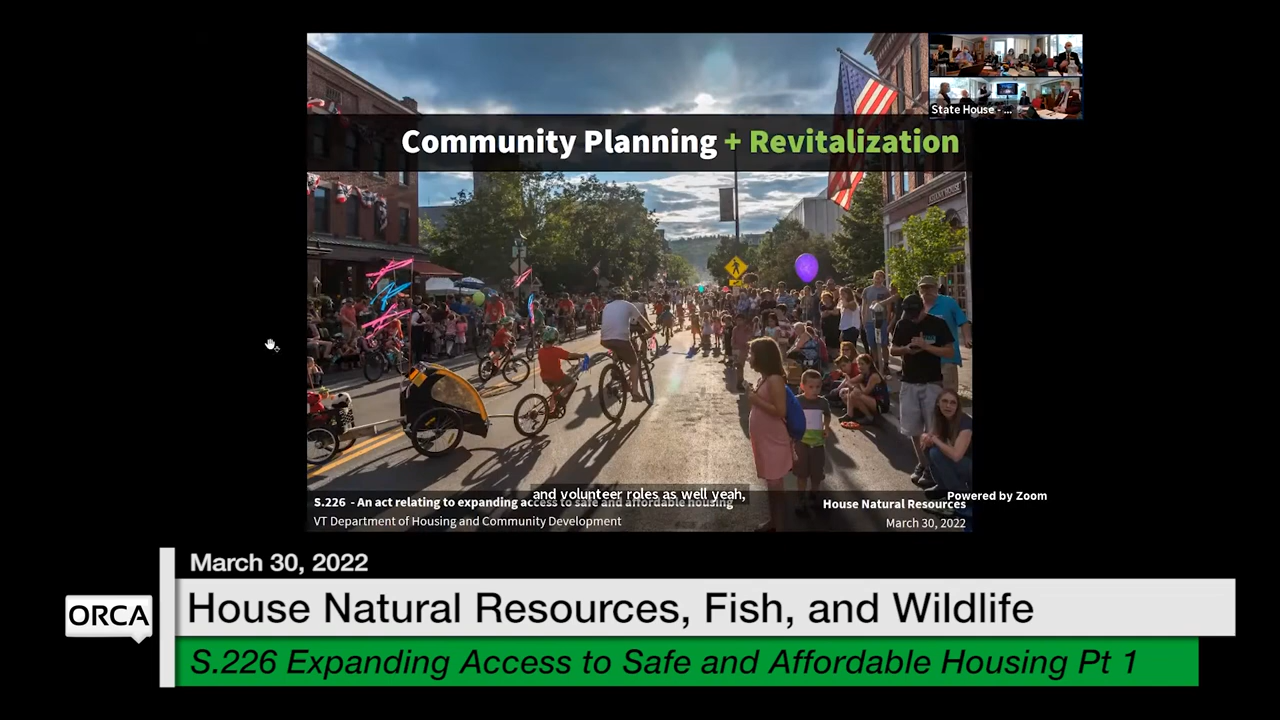 State House - ...
Community Planning + Revitalization
and volunteer roles as well yeah,
S.226 - An act relating to expanding access to safe and affordable housing
House Natural Resources
Powered by Zoom
VT Department of Housing and Community Development
March 30, 2022
March 30, 2022
ORCA
House Natural Resources, Fish, and Wildlife
S.226 Expanding Access to Safe and Affordable Housing Pt 1